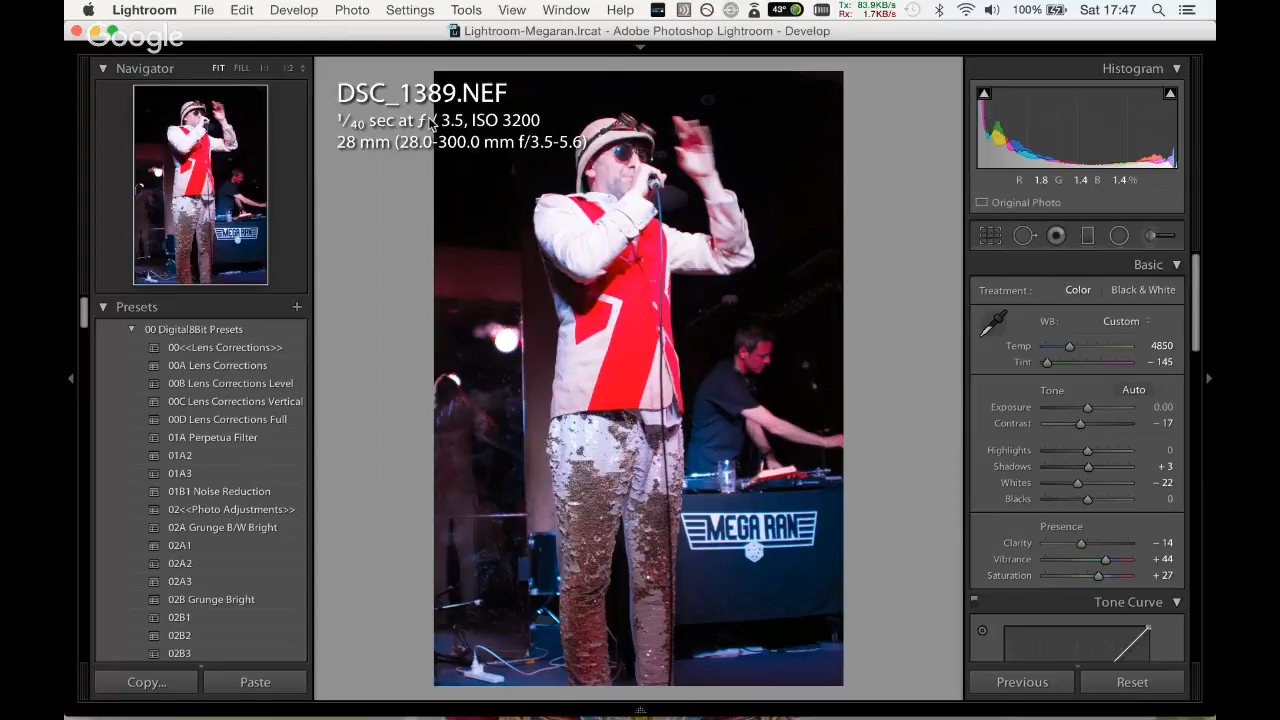 Lightroom File Edit Develop Photo Settings Tools View Window Help 43° Tx: 83.9KB/s Rx: 1.7KB/s 100% Sat 17:47
Google
Lightroom-Megaran.lrcat - Adobe Photoshop Lightroom - Develop
Navigator FIT FILL 1:1 1:2
DSC_1389.NEF
1/40 sec at ƒ / 3.5, ISO 3200
28 mm (28.0-300.0 mm f/3.5-5.6)
MEGA RAN
MEGA RAN
Presets +
00 Digital8Bit Presets
00<<Lens Corrections>>
00A Lens Corrections
00B Lens Corrections Level
00C Lens Corrections Vertical
00D Lens Corrections Full
01A Perpetua Filter
01A2
01A3
01B1 Noise Reduction
02<<Photo Adjustments>>
02A Grunge B/W Bright
02A1
02A2
02A3
02B Grunge Bright
02B1
02B2
02B3
Copy... Paste
Histogram
R 1.8 G 1.4 B 1.4 %
Original Photo
Basic
Treatment : Color Black & White
WB : Custom
Temp 4850
Tint – 145
Tone Auto
Exposure 0.00
Contrast – 17
Highlights 0
Shadows + 3
Whites – 22
Blacks 0
Presence
Clarity – 14
Vibrance + 44
Saturation + 27
Tone Curve
Previous Reset